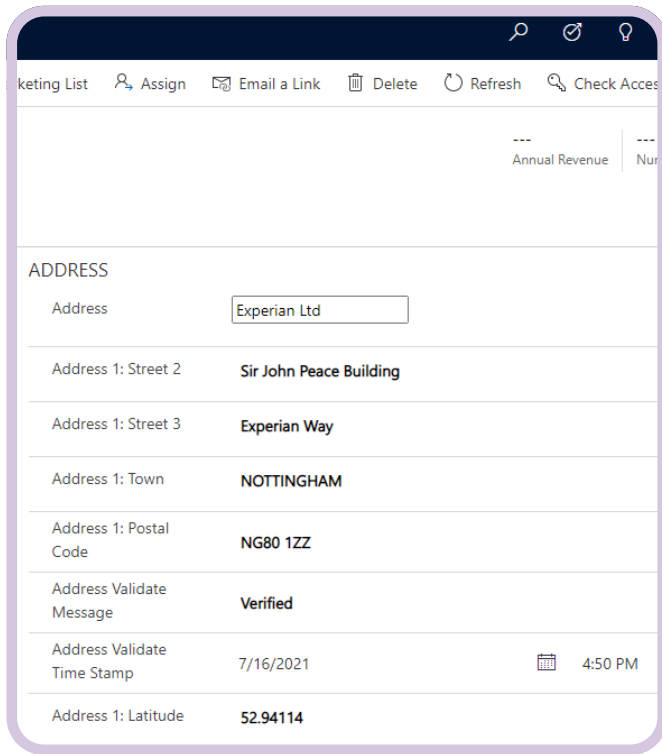 keting List Assign Email a Link Delete Refresh Check Acces
--- ---
Annual Revenue Nur
ADDRESS
Address Experian Ltd
Address 1: Street 2 Sir John Peace Building
Address 1: Street 3 Experian Way
Address 1: Town NOTTINGHAM
Address 1: Postal
Code NG80 1ZZ
Address Validate
Message Verified
Address Validate
Time Stamp 7/16/2021 4:50 PM
Address 1: Latitude 52.94114